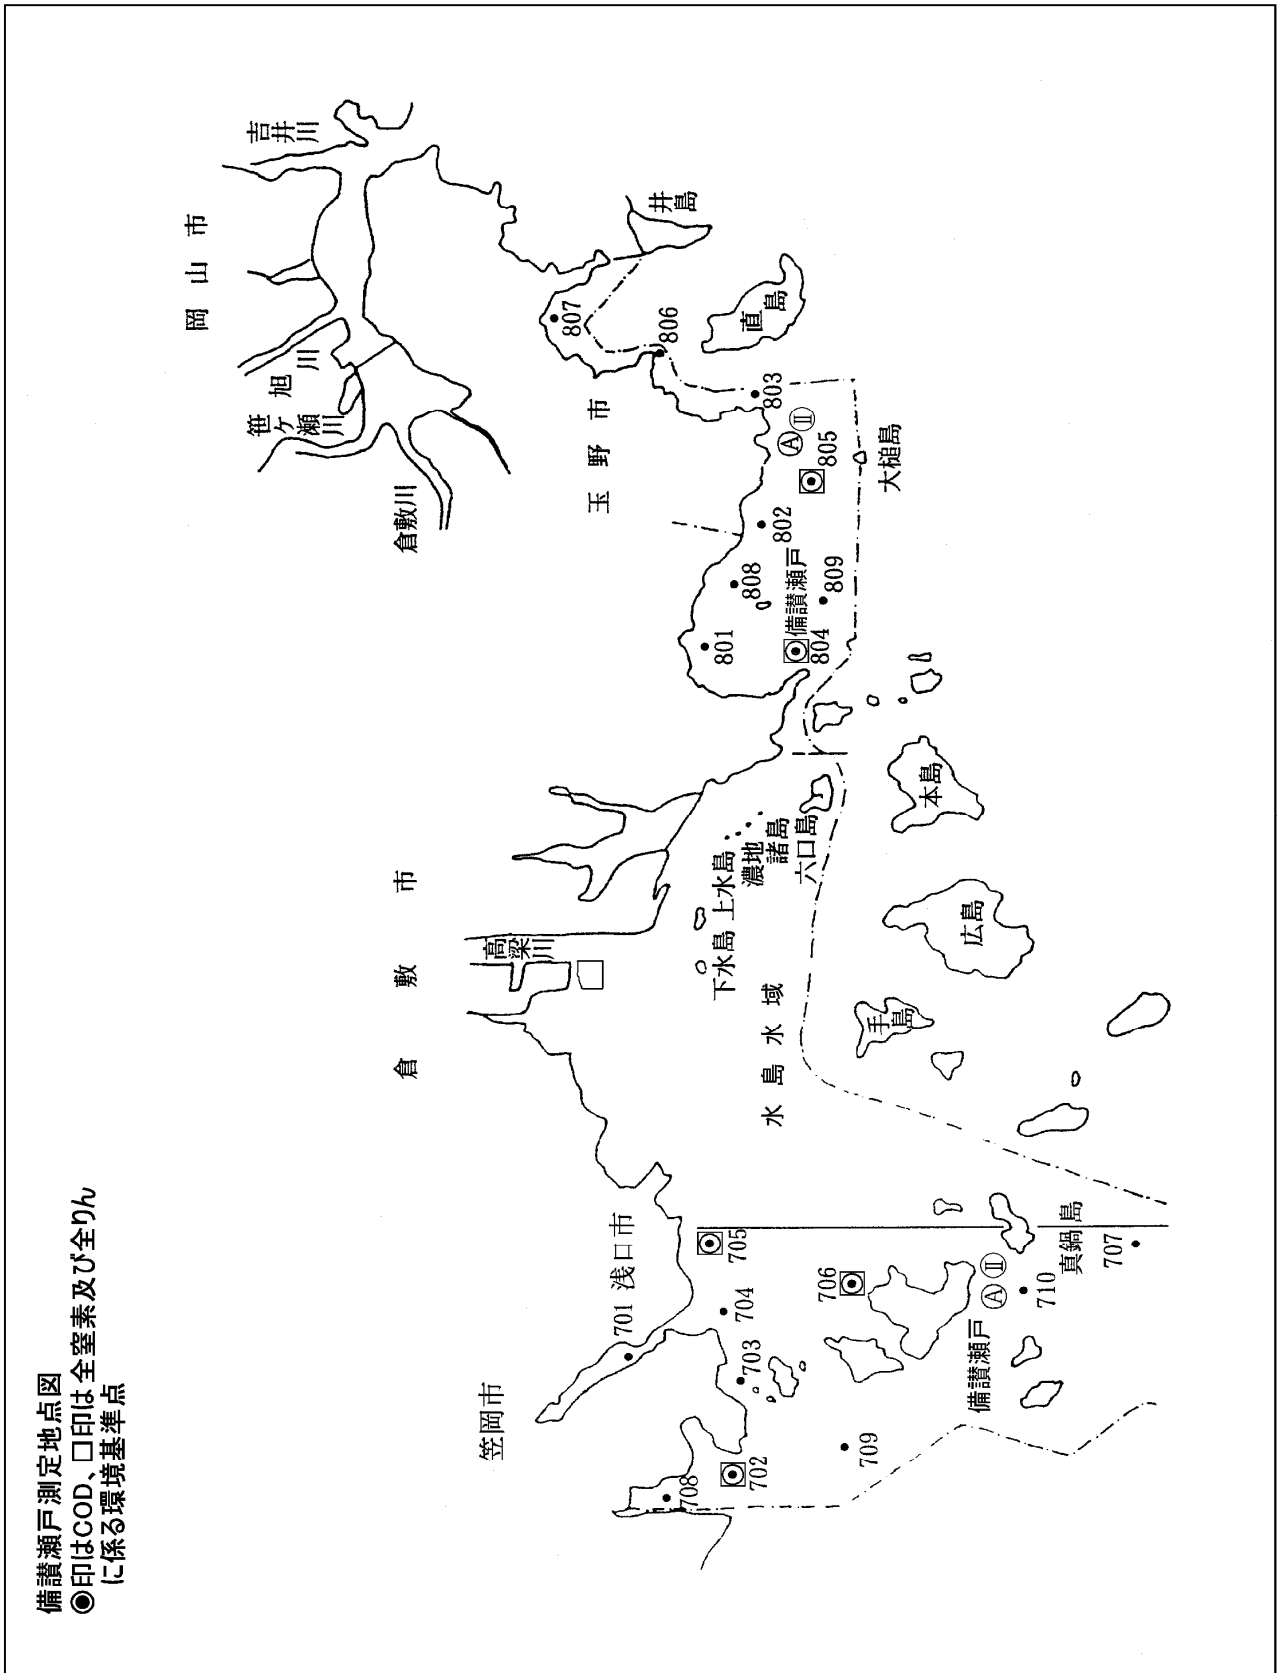 備讃瀬戸測定地点図
◉印はCOD、□印は全窒素及び全りん
に係る環境基準点
笠岡市
浅口市
倉敷市
玉野市
岡山市
高梁川
倉敷川
笹ヶ瀬川
旭川
吉井川
708
702
709
703
701
704
705
706
備讃瀬戸
Ⓐ Ⅱ
710
真鍋島
707
水島水域
下水島
上水島
濃地諸島
六口島
手島
広島
本島
801
808
804
備讃瀬戸
809
802
805
Ⓐ Ⅱ
803
806
807
大槌島
直島
井島